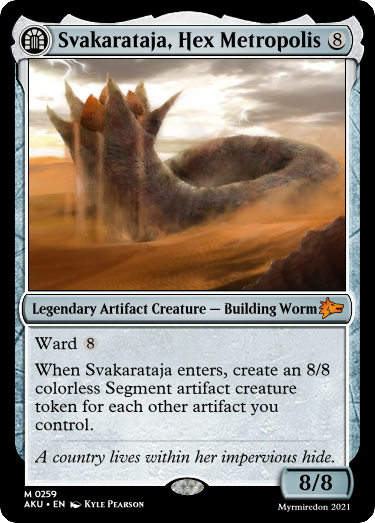 Svakarataja, Hex Metropolis 8
Legendary Artifact Creature — Building Worm
Ward 8
When Svakarataja enters, create an 8/8
colorless Segment artifact creature
token for each other artifact you
control.
A country lives within her impervious hide.
8/8
M 0259
AKU • EN Kyle Pearson
Myrmiredon 2021